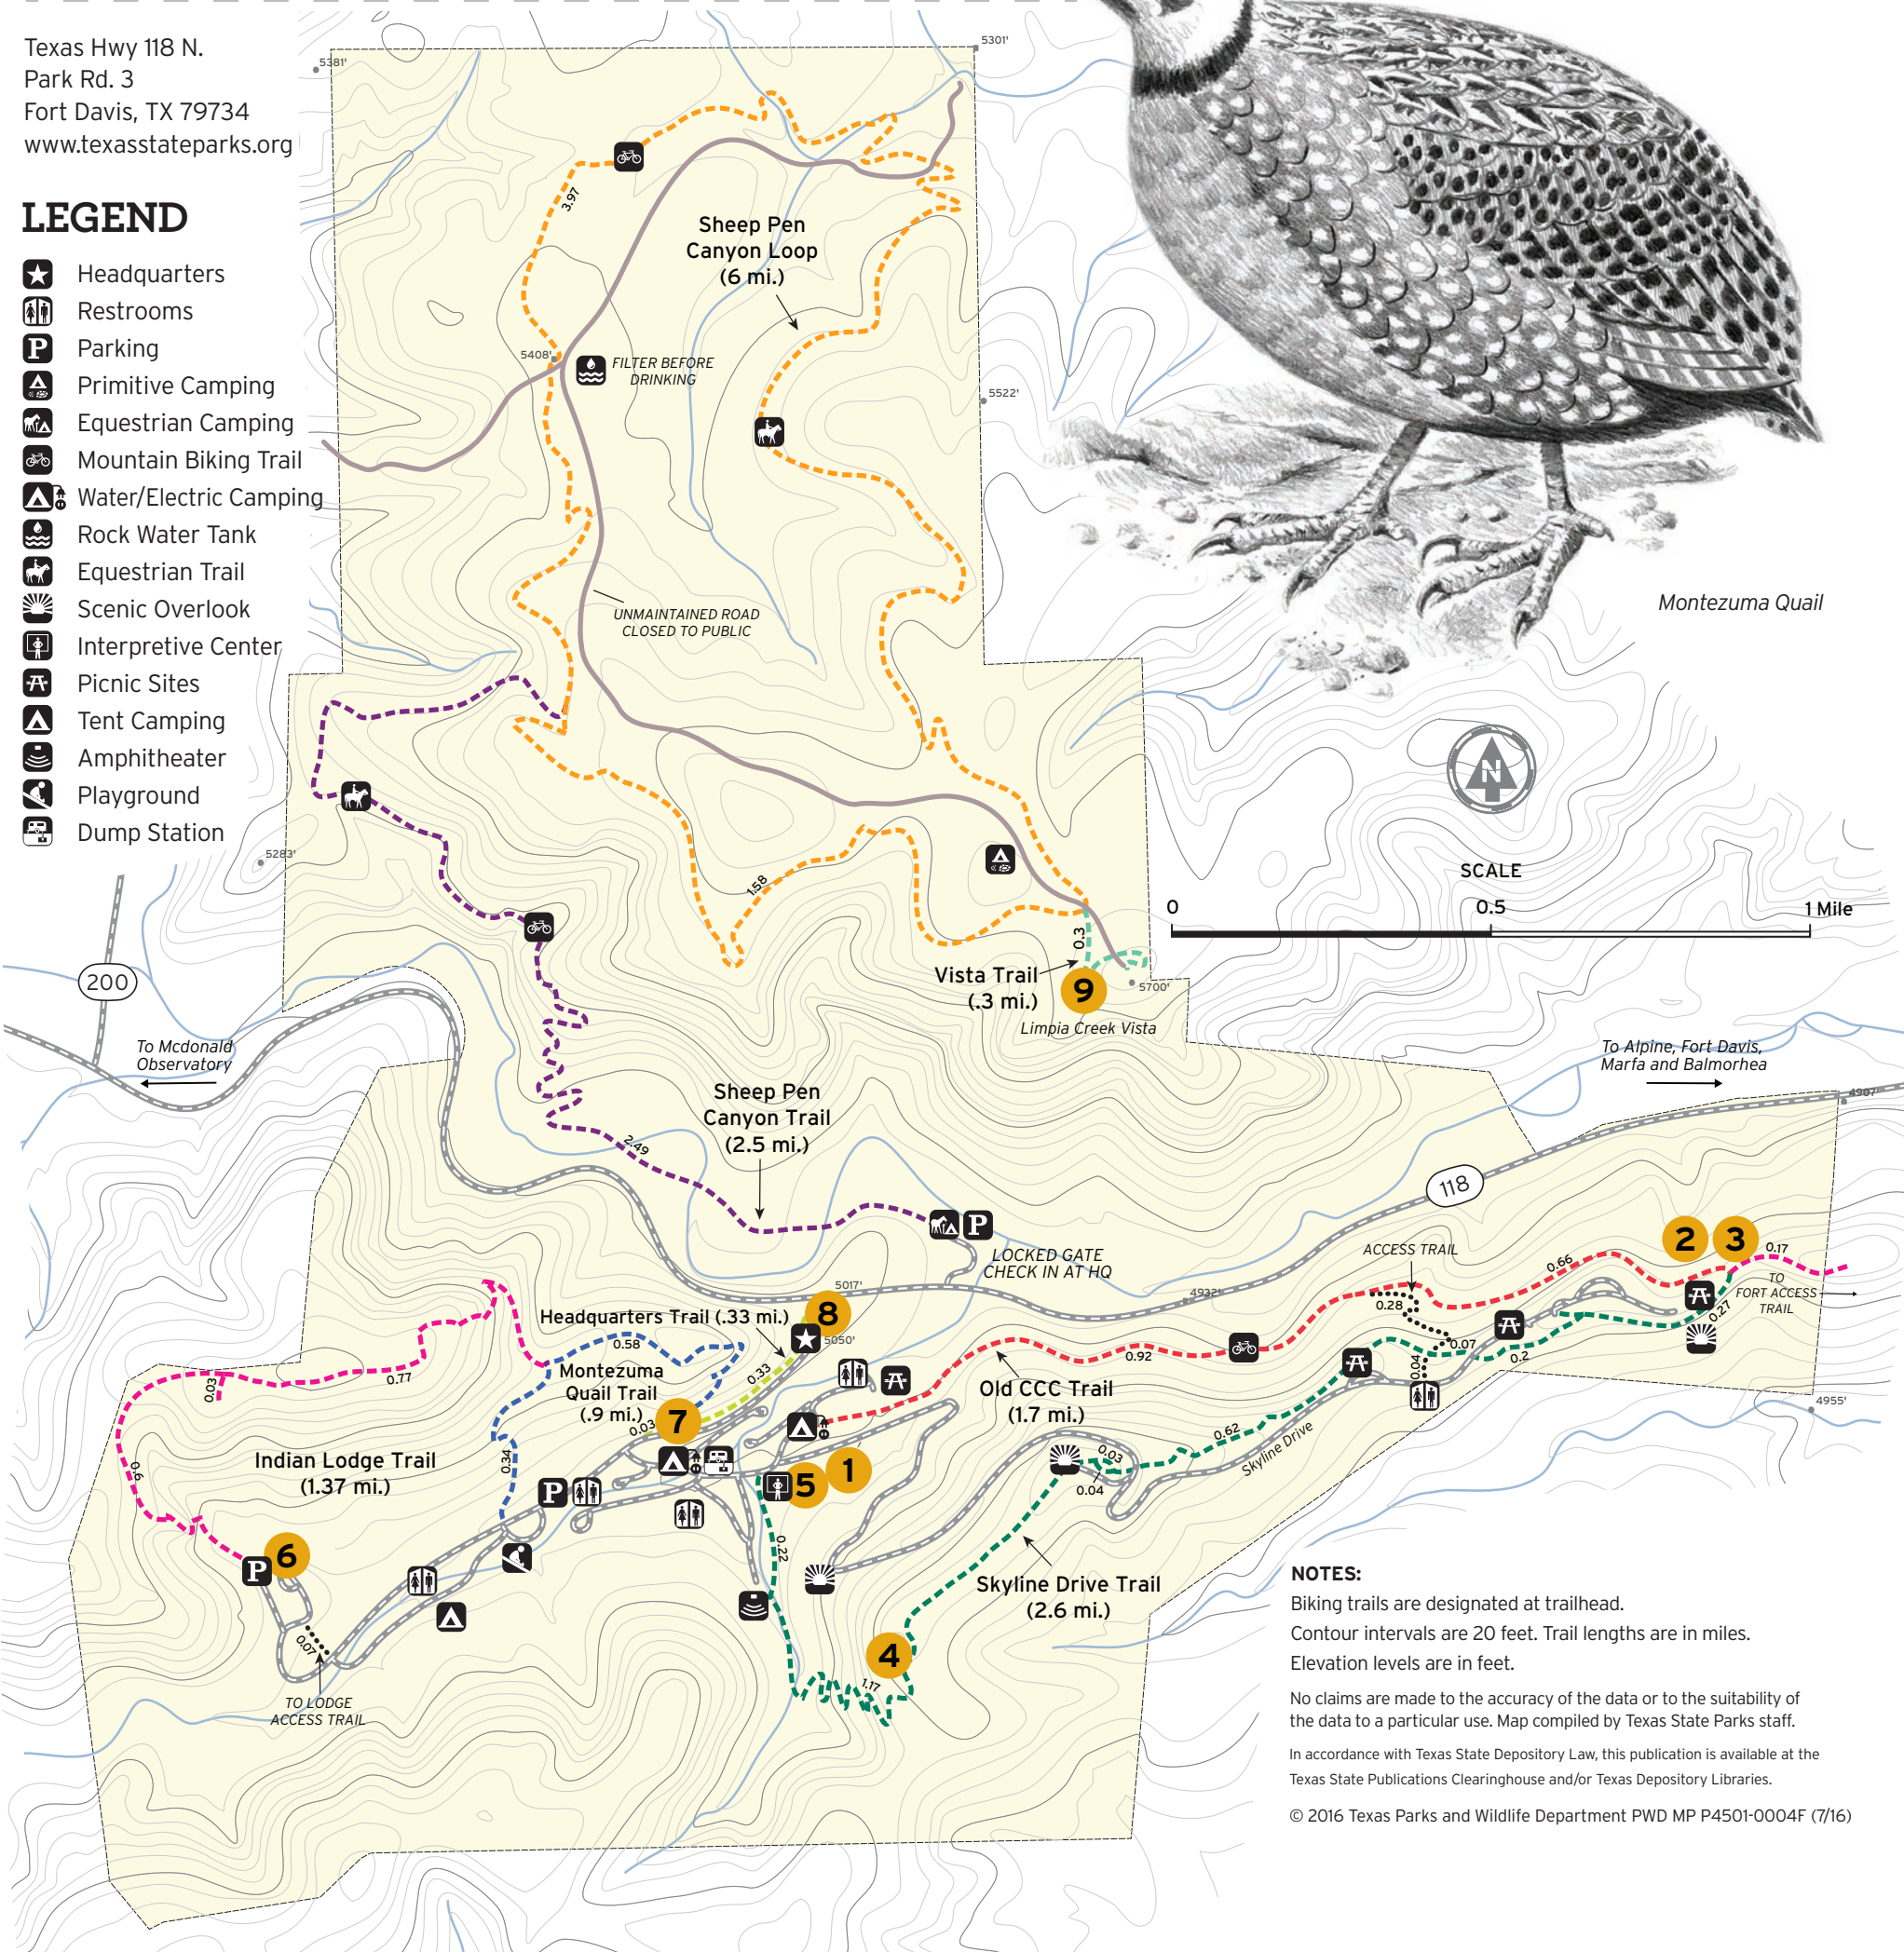 Texas Hwy 118 N.
Park Rd. 3
Fort Davis, TX 79734
www.texasstateparks.org
LEGEND
Headquarters
Restrooms
Parking
Primitive Camping
Equestrian Camping
Mountain Biking Trail
Water/Electric Camping
Rock Water Tank
Equestrian Trail
Scenic Overlook
Interpretive Center
Picnic Sites
Tent Camping
Amphitheater
Playground
Dump Station
5381'
5301'
3.97
Sheep Pen
Canyon Loop
(6 mi.)
5408'
FILTER BEFORE
DRINKING
5522'
UNMAINTAINED ROAD
CLOSED TO PUBLIC
Montezuma Quail
N
SCALE
0
0.5
1 Mile
5283'
1.58
0.3
200
Vista Trail
(.3 mi.)
9
5700'
Limpia Creek Vista
To Mcdonald
Observatory
To Alpine, Fort Davis,
Marfa and Balmorhea
4907'
Sheep Pen
Canyon Trail
(2.5 mi.)
2.49
118
P
LOCKED GATE
CHECK IN AT HQ
ACCESS TRAIL
0.66
2
3
0.17
TO
FORT ACCESS
TRAIL
5017'
4932'
0.28
0.27
Headquarters Trail (.33 mi.)
8
5050'
0.58
0.92
0.07
0.2
0.04
Montezuma
Quail Trail
(.9 mi.)
0.33
0.03
7
Old CCC Trail
(1.7 mi.)
0.77
0.03
4955'
Indian Lodge Trail
(1.37 mi.)
0.6
0.34
0.62
Skyline Drive
0.03
0.04
P
5
1
0.22
6
P
Skyline Drive Trail
(2.6 mi.)
4
1.17
0.07
TO LODGE
ACCESS TRAIL
NOTES:
Biking trails are designated at trailhead.
Contour intervals are 20 feet. Trail lengths are in miles.
Elevation levels are in feet.
No claims are made to the accuracy of the data or to the suitability of
the data to a particular use. Map compiled by Texas State Parks staff.
In accordance with Texas State Depository Law, this publication is available at the
Texas State Publications Clearinghouse and/or Texas Depository Libraries.
© 2016 Texas Parks and Wildlife Department PWD MP P4501-0004F (7/16)